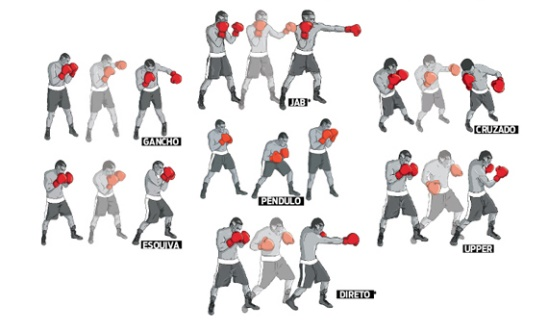 JAB
GANCHO
CRUZADO
PENDULO
ESQUIVA
UPPER
DIRETO